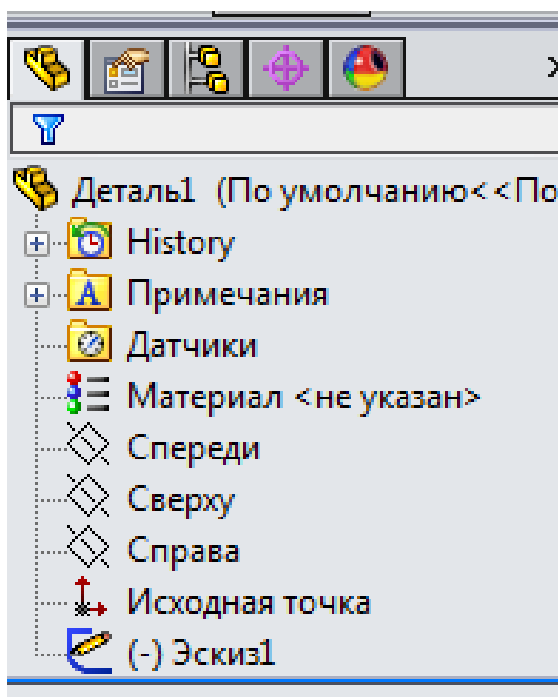 Деталь1 (По умолчанию<<По
History
Примечания
Датчики
Материал <не указан>
Спереди
Сверху
Справа
Исходная точка
(-) Эскиз1